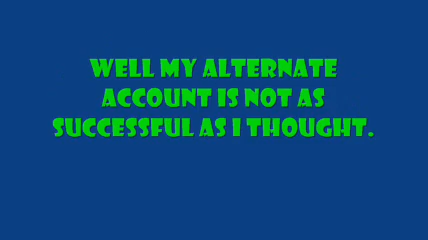 WELL MY ALTERNATE
ACCOUNT IS NOT AS
SUCCESSFUL AS I THOUGHT.